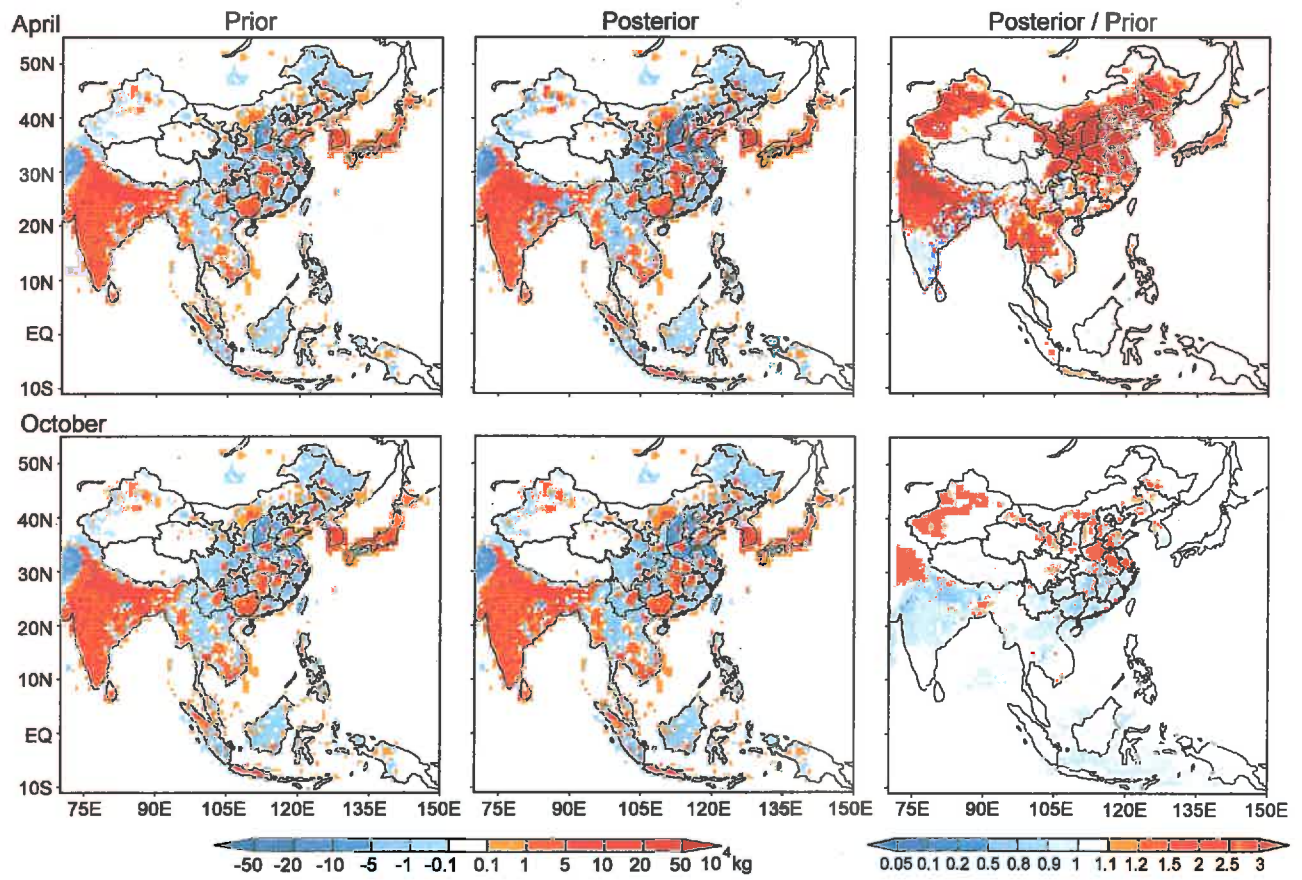 April Prior Posterior Posterior / Prior
50N
40N
30N
20N
10N
EQ
10S
October
50N
40N
30N
20N
10N
EQ
10S
75E 90E 105E 120E 135E 150E 75E 90E 105E 120E 135E 150E 75E 90E 105E 120E 135E 150E
-50 -20 -10 -5 -1 -0.1 0.1 1 5 10 20 50 10⁴kg 0.05 0.1 0.2 0.5 0.8 0.9 1 1.1 1.2 1.5 2 2.5 3